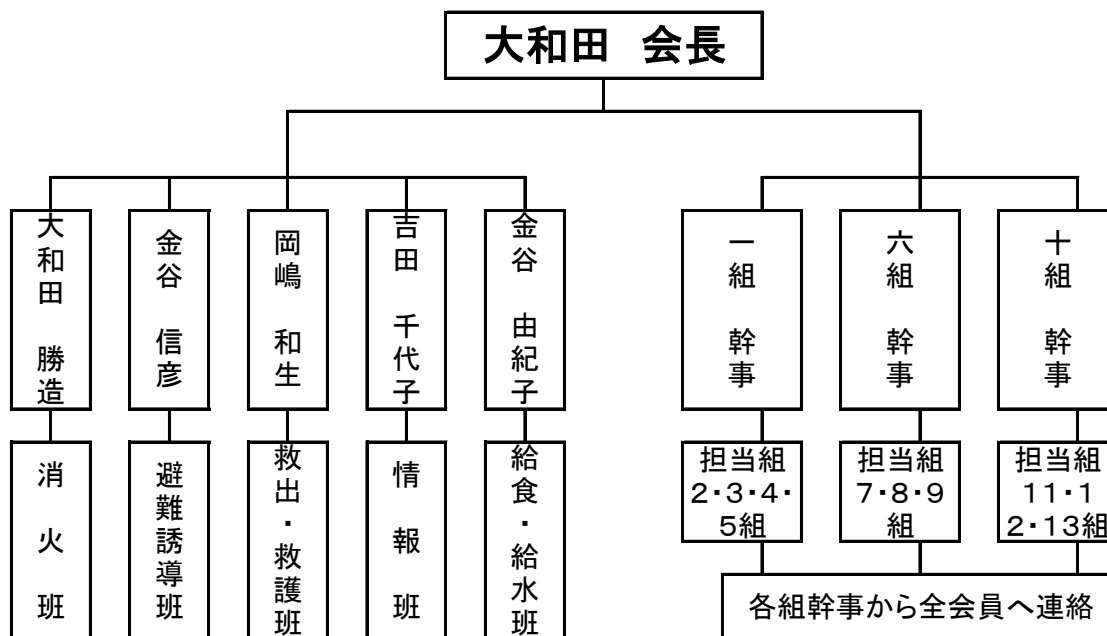 大和田　会長
大和田　勝造
金谷　信彦
岡嶋　和生
吉田　千代子
金谷　由紀子
一組　幹事
六組　幹事
十組　幹事
消火班
避難誘導班
救出・救護班
情報班
給食・給水班
担当組
2・3・4・
5組
担当組
7・8・9
組
担当組
11・1
2・13組
各組幹事から全会員へ連絡